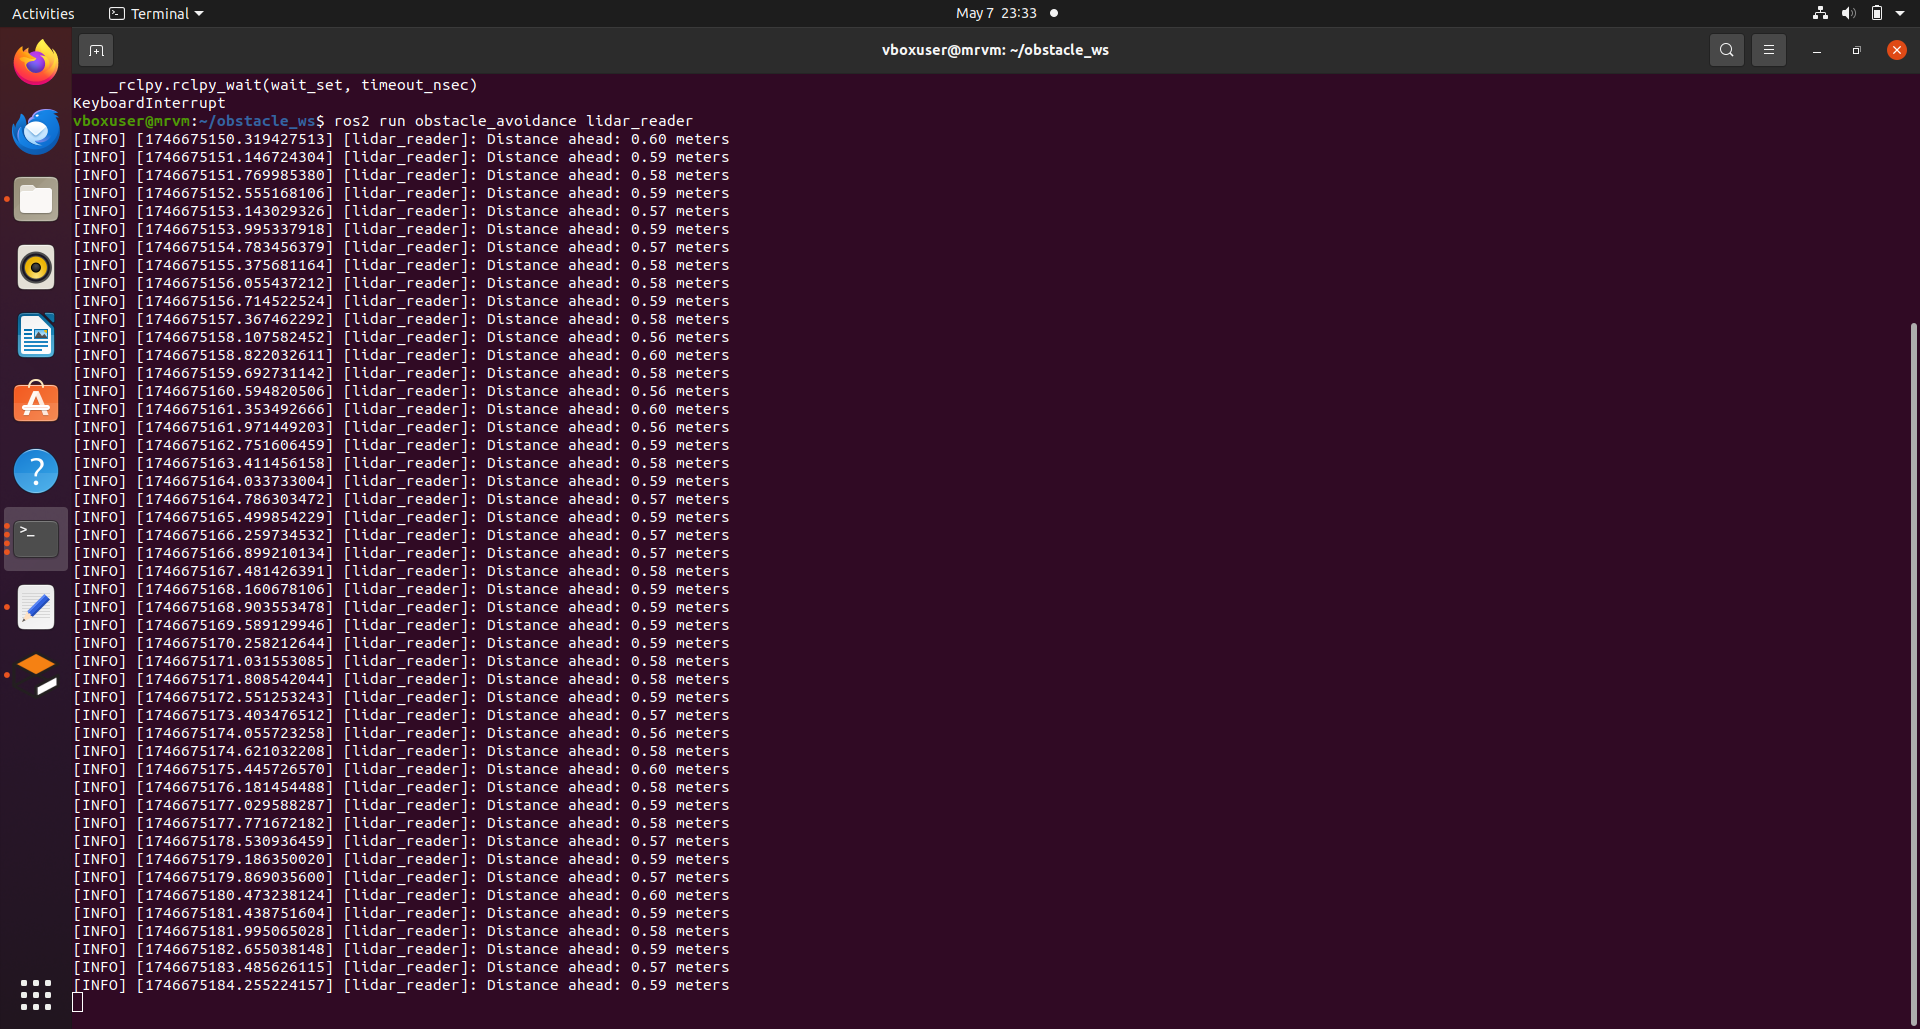 Activities
Terminal
May 7 23:33
vboxuser@mrvm: ~/obstacle_ws
_rclpy.rclpy_wait(wait_set, timeout_nsec)
KeyboardInterrupt
vboxuser@mrvm:~/obstacle_ws$ ros2 run obstacle_avoidance lidar_reader
[INFO] [1746675150.319427513] [lidar_reader]: Distance ahead: 0.60 meters
[INFO] [1746675151.146724304] [lidar_reader]: Distance ahead: 0.59 meters
[INFO] [1746675151.769985380] [lidar_reader]: Distance ahead: 0.58 meters
[INFO] [1746675152.555168106] [lidar_reader]: Distance ahead: 0.59 meters
[INFO] [1746675153.143029326] [lidar_reader]: Distance ahead: 0.57 meters
[INFO] [1746675153.995337918] [lidar_reader]: Distance ahead: 0.59 meters
[INFO] [1746675154.783456379] [lidar_reader]: Distance ahead: 0.57 meters
[INFO] [1746675155.375681164] [lidar_reader]: Distance ahead: 0.58 meters
[INFO] [1746675156.055437212] [lidar_reader]: Distance ahead: 0.58 meters
[INFO] [1746675156.714522524] [lidar_reader]: Distance ahead: 0.59 meters
[INFO] [1746675157.367462292] [lidar_reader]: Distance ahead: 0.58 meters
[INFO] [1746675158.107582452] [lidar_reader]: Distance ahead: 0.56 meters
[INFO] [1746675158.822032611] [lidar_reader]: Distance ahead: 0.60 meters
[INFO] [1746675159.692731142] [lidar_reader]: Distance ahead: 0.58 meters
[INFO] [1746675160.594820506] [lidar_reader]: Distance ahead: 0.56 meters
[INFO] [1746675161.353492666] [lidar_reader]: Distance ahead: 0.60 meters
[INFO] [1746675161.971449203] [lidar_reader]: Distance ahead: 0.56 meters
[INFO] [1746675162.751606459] [lidar_reader]: Distance ahead: 0.59 meters
[INFO] [1746675163.411456158] [lidar_reader]: Distance ahead: 0.58 meters
[INFO] [1746675164.033733004] [lidar_reader]: Distance ahead: 0.59 meters
[INFO] [1746675164.786303472] [lidar_reader]: Distance ahead: 0.57 meters
[INFO] [1746675165.499854229] [lidar_reader]: Distance ahead: 0.59 meters
[INFO] [1746675166.259734532] [lidar_reader]: Distance ahead: 0.57 meters
[INFO] [1746675166.899210134] [lidar_reader]: Distance ahead: 0.57 meters
[INFO] [1746675167.481426391] [lidar_reader]: Distance ahead: 0.58 meters
[INFO] [1746675168.160678106] [lidar_reader]: Distance ahead: 0.59 meters
[INFO] [1746675168.903553478] [lidar_reader]: Distance ahead: 0.59 meters
[INFO] [1746675169.589129946] [lidar_reader]: Distance ahead: 0.59 meters
[INFO] [1746675170.258212644] [lidar_reader]: Distance ahead: 0.59 meters
[INFO] [1746675171.031553085] [lidar_reader]: Distance ahead: 0.58 meters
[INFO] [1746675171.808542044] [lidar_reader]: Distance ahead: 0.58 meters
[INFO] [1746675172.551253243] [lidar_reader]: Distance ahead: 0.59 meters
[INFO] [1746675173.403476512] [lidar_reader]: Distance ahead: 0.57 meters
[INFO] [1746675174.055723258] [lidar_reader]: Distance ahead: 0.56 meters
[INFO] [1746675174.621032208] [lidar_reader]: Distance ahead: 0.58 meters
[INFO] [1746675175.445726570] [lidar_reader]: Distance ahead: 0.60 meters
[INFO] [1746675176.181454488] [lidar_reader]: Distance ahead: 0.58 meters
[INFO] [1746675177.029588287] [lidar_reader]: Distance ahead: 0.59 meters
[INFO] [1746675177.771672182] [lidar_reader]: Distance ahead: 0.58 meters
[INFO] [1746675178.530936459] [lidar_reader]: Distance ahead: 0.57 meters
[INFO] [1746675179.186350020] [lidar_reader]: Distance ahead: 0.59 meters
[INFO] [1746675179.869035600] [lidar_reader]: Distance ahead: 0.57 meters
[INFO] [1746675180.473238124] [lidar_reader]: Distance ahead: 0.60 meters
[INFO] [1746675181.438751604] [lidar_reader]: Distance ahead: 0.59 meters
[INFO] [1746675181.995065028] [lidar_reader]: Distance ahead: 0.58 meters
[INFO] [1746675182.655038148] [lidar_reader]: Distance ahead: 0.59 meters
[INFO] [1746675183.485626115] [lidar_reader]: Distance ahead: 0.57 meters
[INFO] [1746675184.255224157] [lidar_reader]: Distance ahead: 0.59 meters